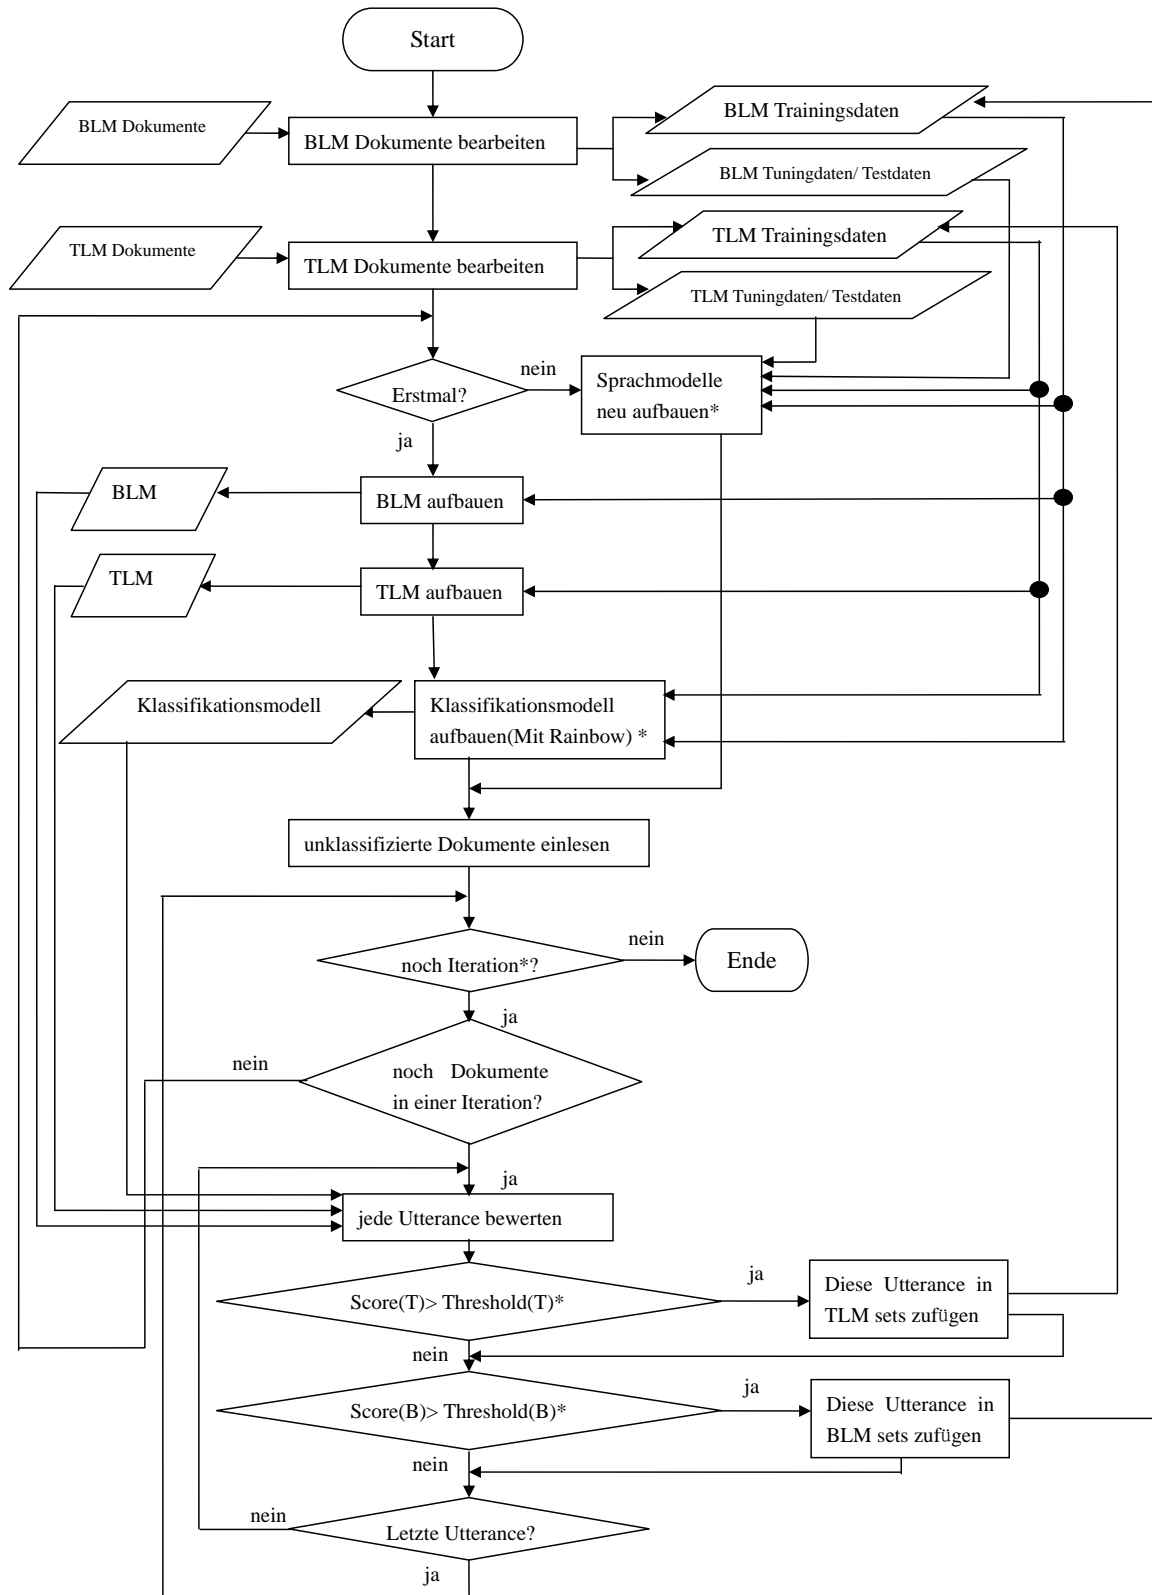 Start
BLM Dokumente
BLM Dokumente bearbeiten
BLM Trainingsdaten
BLM Tuningdaten/ Testdaten
TLM Dokumente
TLM Dokumente bearbeiten
TLM Trainingsdaten
TLM Tuningdaten/ Testdaten
Erstmal?
nein
Sprachmodelle
neu aufbauen*
ja
BLM
BLM aufbauen
TLM
TLM aufbauen
Klassifikationsmodell
Klassifikationsmodell
aufbauen(Mit Rainbow) *
unklassifizierte Dokumente einlesen
noch Iteration*?
nein
Ende
ja
nein
noch Dokumente
in einer Iteration?
ja
jede Utterance bewerten
Score(T)> Threshold(T)*
ja
Diese Utterance in
TLM sets zufügen
nein
Score(B)> Threshold(B)*
ja
Diese Utterance in
BLM sets zufügen
nein
nein
Letzte Utterance?
ja